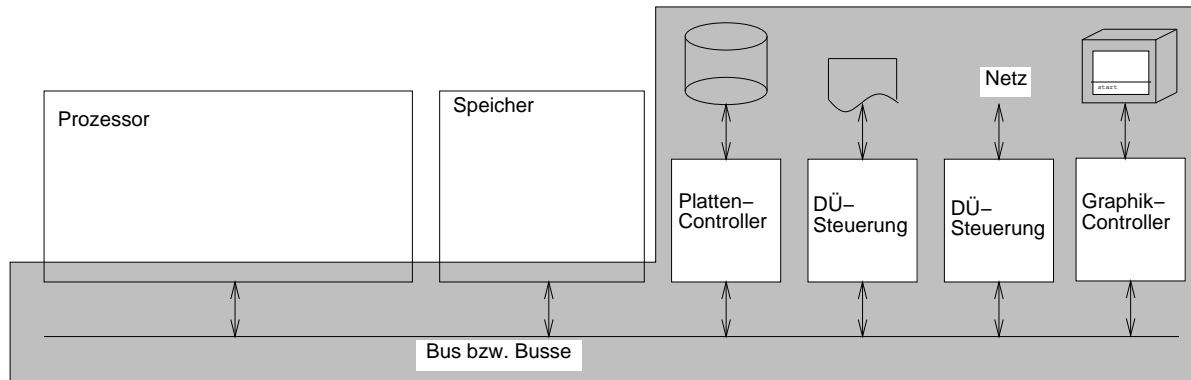 Prozessor
Speicher
Netz
start
Platten−
Controller
DÜ−
Steuerung
DÜ−
Steuerung
Graphik-
Controller
Bus bzw. Busse